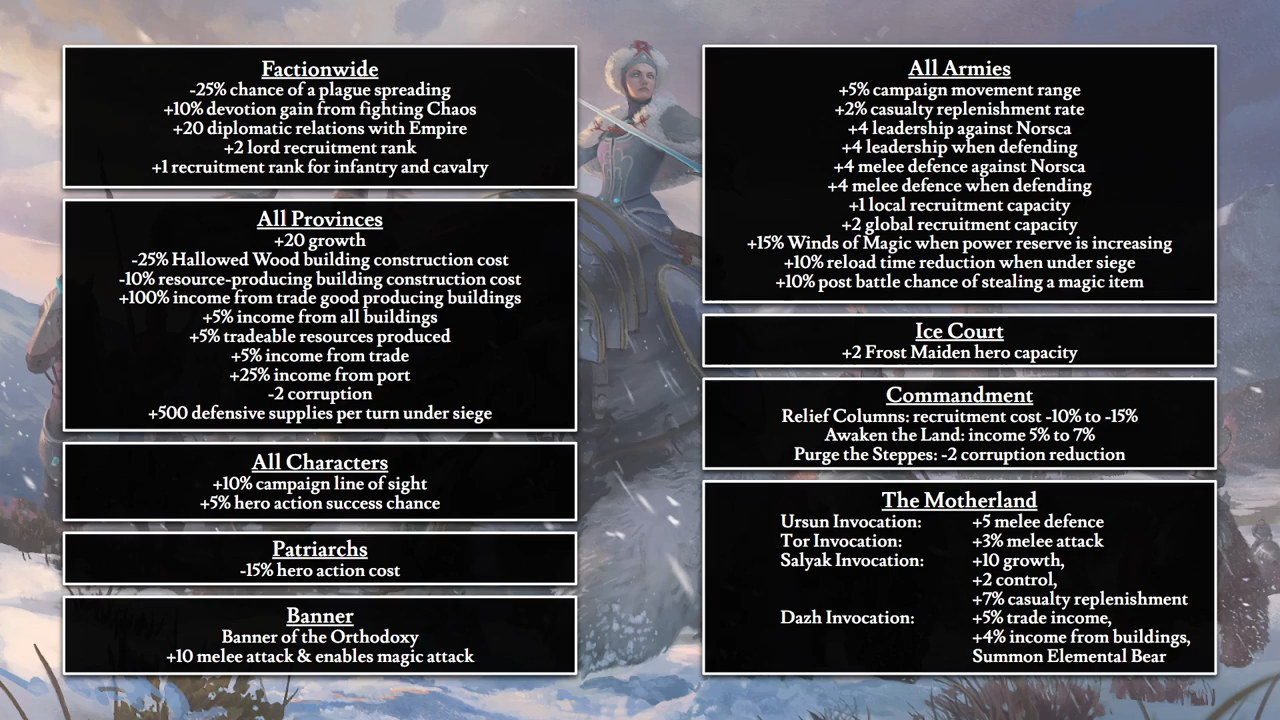 Factionwide
-25% chance of a plague spreading
+10% devotion gain from fighting Chaos
+20 diplomatic relations with Empire
+2 lord recruitment rank
+1 recruitment rank for infantry and cavalry
All Provinces
+20 growth
-25% Hallowed Wood building construction cost
-10% resource-producing building construction cost
+100% income from trade good producing buildings
+5% income from all buildings
+5% tradeable resources produced
+5% income from trade
+25% income from port
-2 corruption
+500 defensive supplies per turn under siege
All Characters
+10% campaign line of sight
+5% hero action success chance
Patriarchs
-15% hero action cost
Banner
Banner of the Orthodoxy
+10 melee attack & enables magic attack
All Armies
+5% campaign movement range
+2% casualty replenishment rate
+4 leadership against Norsca
+4 leadership when defending
+4 melee defence against Norsca
+4 melee defence when defending
+1 local recruitment capacity
+2 global recruitment capacity
+15% Winds of Magic when power reserve is increasing
+10% reload time reduction when under siege
+10% post battle chance of stealing a magic item
Ice Court
+2 Frost Maiden hero capacity
Commandment
Relief Columns: recruitment cost -10% to -15%
Awaken the Land: income 5% to 7%
Purge the Steppes: -2 corruption reduction
The Motherland
Ursun Invocation: +5 melee defence
Tor Invocation: +3% melee attack
Salyak Invocation: +10 growth,
+2 control,
+7% casualty replenishment
Dazh Invocation: +5% trade income,
+4% income from buildings,
Summon Elemental Bear